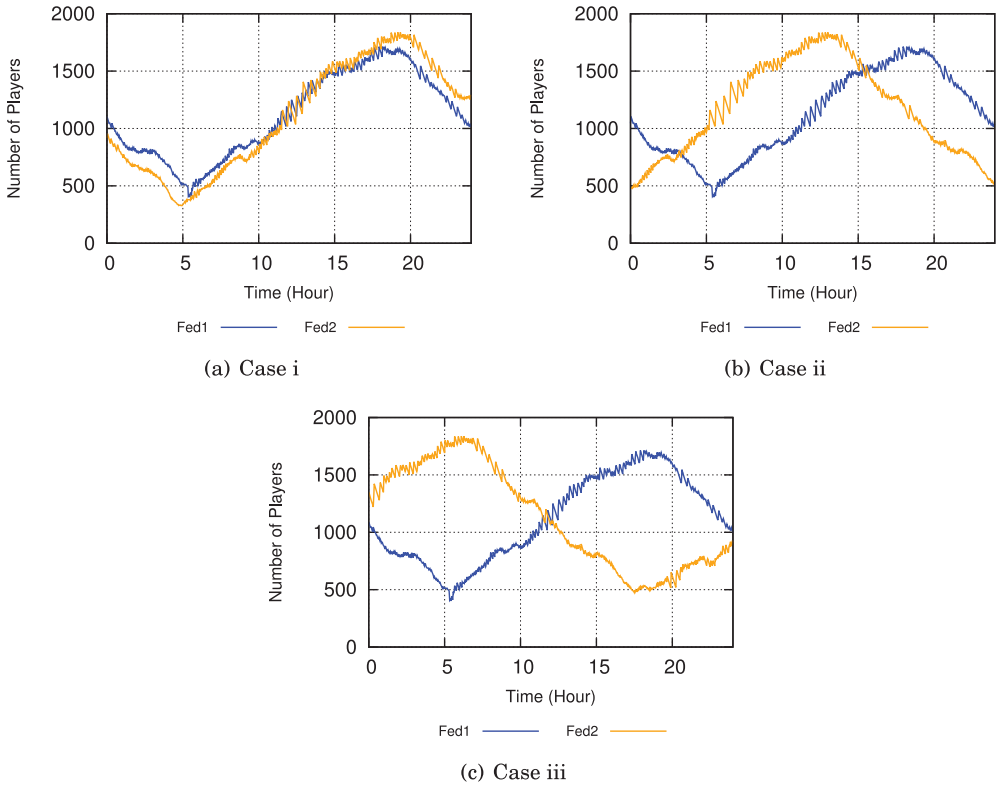 2000
1500
1000
500
0
Number of Players
0 5 10 15 20
Time (Hour)
Fed1 Fed2
(a) Case i
2000
1500
1000
500
0
Number of Players
0 5 10 15 20
Time (Hour)
Fed1 Fed2
(b) Case ii
2000
1500
1000
500
0
Number of Players
0 5 10 15 20
Time (Hour)
Fed1 Fed2
(c) Case iii